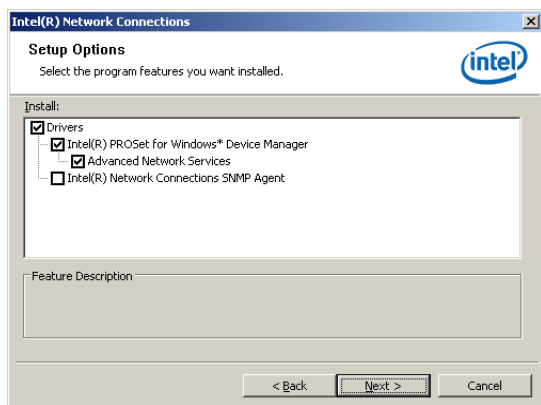 Intel(R) Network Connections
Setup Options
Select the program features you want installed.
intel
Install:
Drivers
Intel(R) PROSet for Windows* Device Manager
Advanced Network Services
Intel(R) Network Connections SNMP Agent
Feature Description
< Back
Next >
Cancel